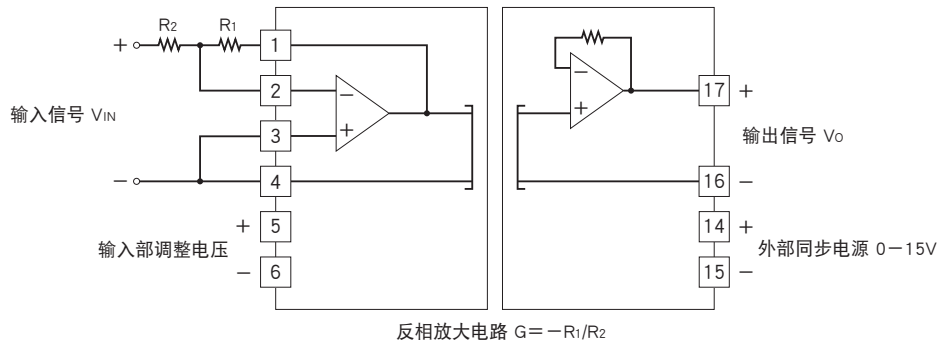 R2 R1
+ 1
2
输入信号 VIN
3
− 4
+ 5
输入部调整电压
− 6
−
+
−
+
17 +
输出信号 VO
16 −
14 +
外部同步电源 0−15V
15 −
反相放大电路 G=−R1/R2